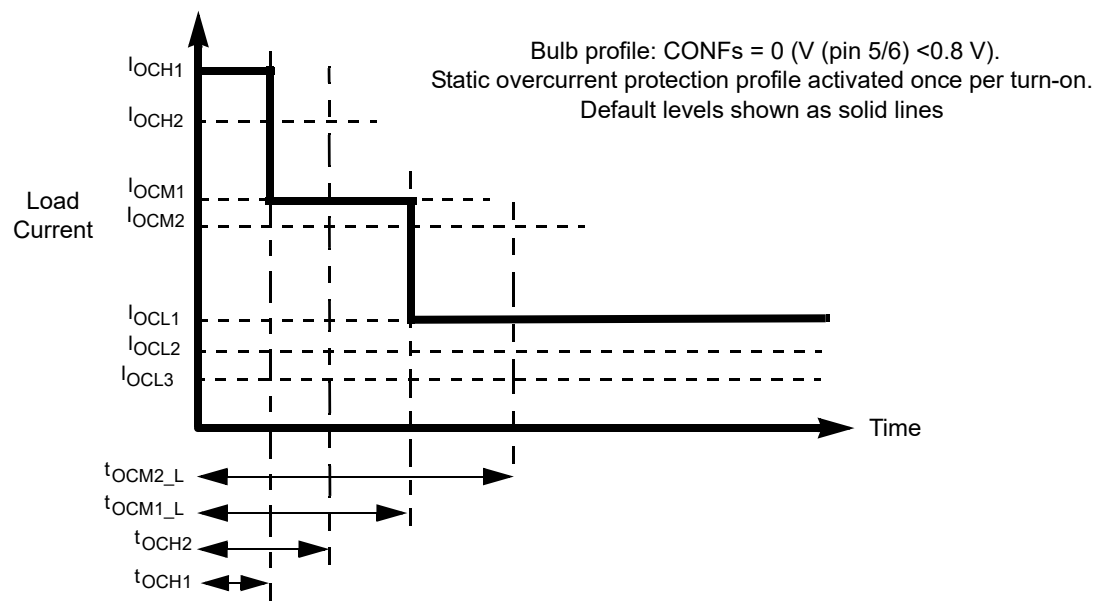 Bulb profile: CONFs = 0 (V (pin 5/6) <0.8 V).
Static overcurrent protection profile activated once per turn-on.
Default levels shown as solid lines
IOCH1
IOCH2
IOCM1
Load
Current
IOCM2
IOCL1
IOCL2
IOCL3
Time
tOCM2_L
tOCM1_L
tOCH2
tOCH1